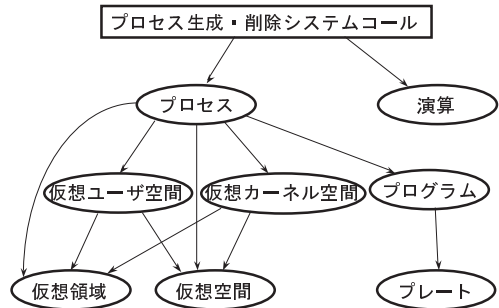 プロセス生成・削除システムコール
プロセス
演算
仮想ユーザ空間
仮想カーネル空間
プログラム
仮想領域
仮想空間
プレート